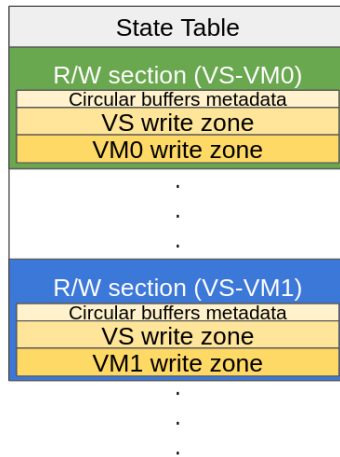 State Table
R/W section (VS-VM0)
Circular buffers metadata
VS write zone
VM0 write zone
.
.
.
R/W section (VS-VM1)
Circular buffers metadata
VS write zone
VM1 write zone
.
.
.